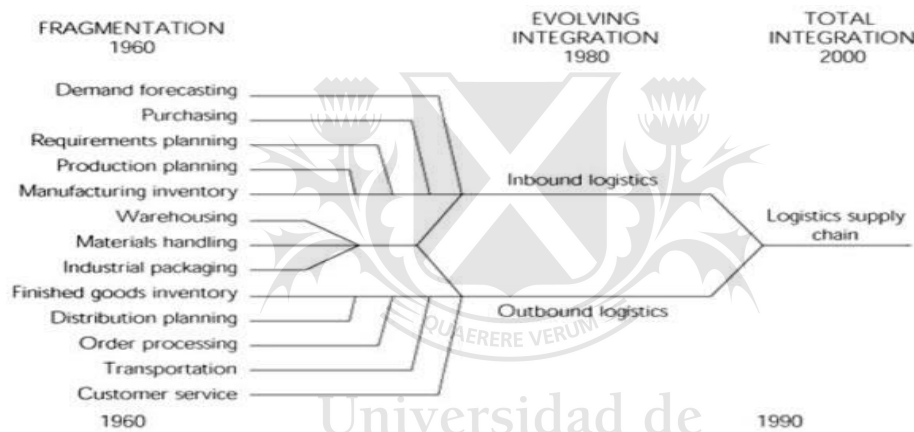 FRAGMENTATION
1960
EVOLVING
INTEGRATION
1980
TOTAL
INTEGRATION
2000
Demand forecasting
Purchasing
Requirements planning
Production planning
Manufacturing inventory
Warehousing
Materials handling
Industrial packaging
Finished goods inventory
Distribution planning
Order processing
Transportation
Customer service
Inbound logistics
Outbound logistics
Logistics supply
chain
QUAERERE VERUM
1960
1990
Universidad de